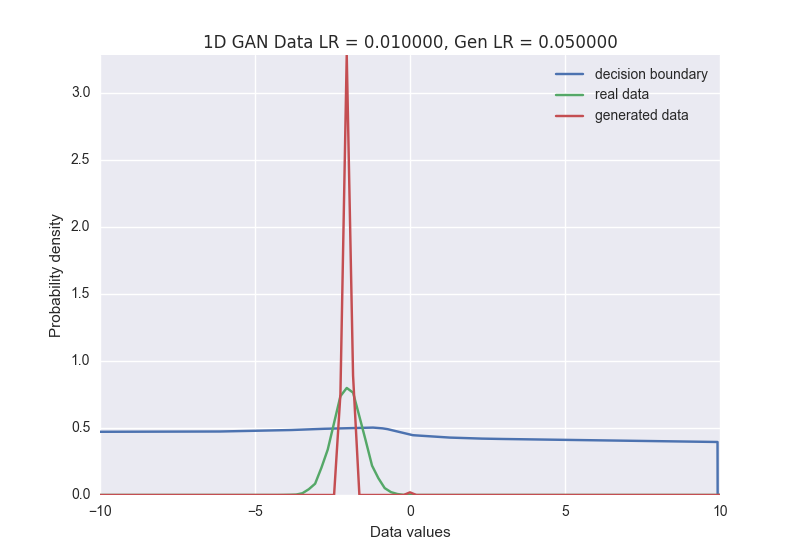 1D GAN Data LR = 0.010000, Gen LR = 0.050000
decision boundary
real data
generated data
3.0
2.5
2.0
1.5
1.0
0.5
0.0
Probability density
−10
−5
0
5
10
Data values